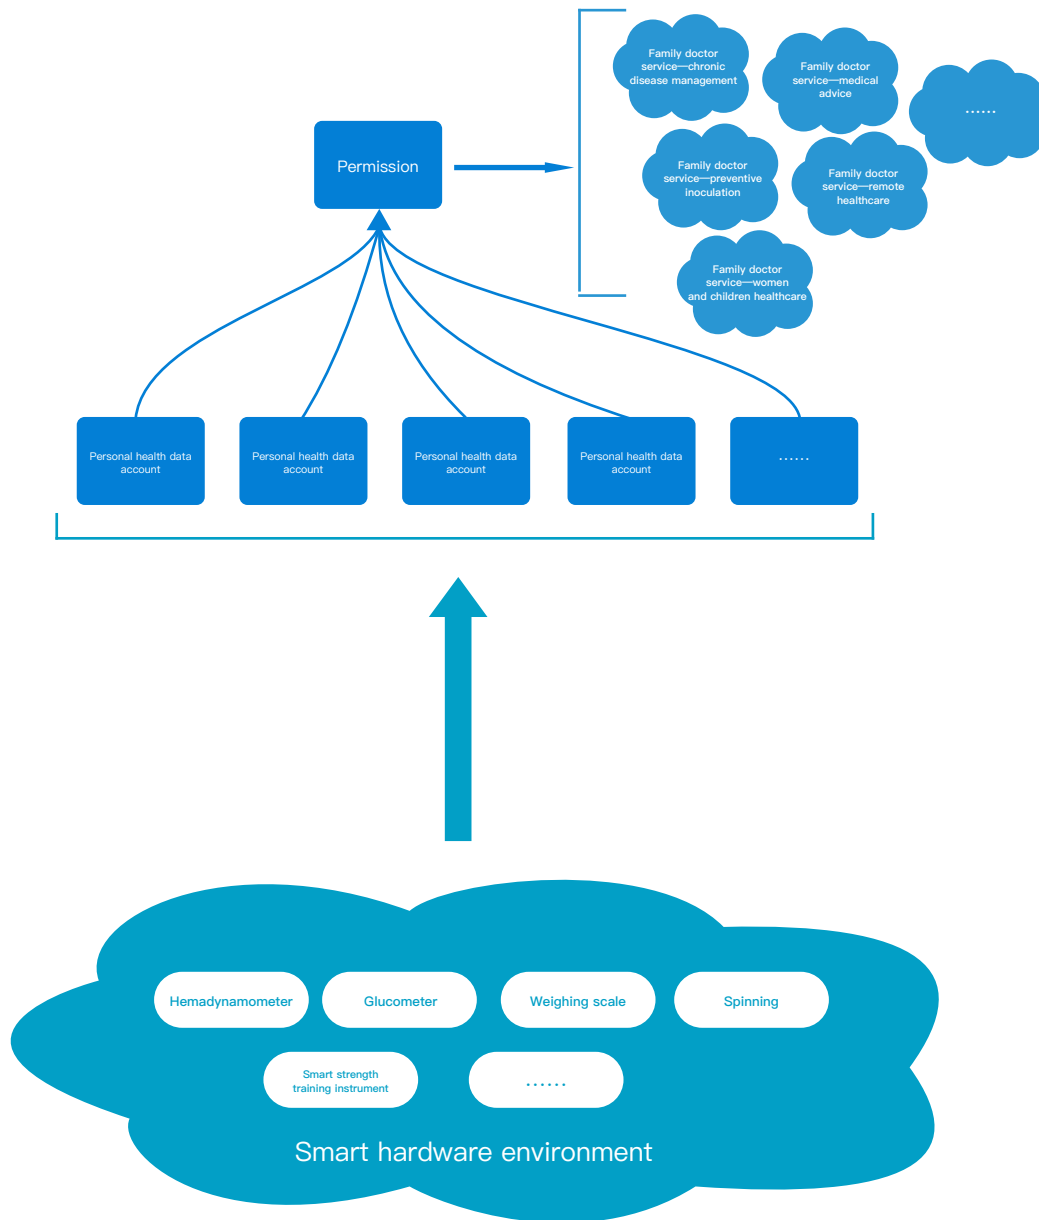 Family doctor
service—chronic
disease management
Family doctor
service—medical
advice
......
Permission
Family doctor
service—preventive
inoculation
Family doctor
service—remote
healthcare
Family doctor
service—women
and children healthcare
Personal health data
account
Personal health data
account
Personal health data
account
Personal health data
account
......
Hemadynamometer
Glucometer
Weighing scale
Spinning
Smart strength
training instrument
......
Smart hardware environment